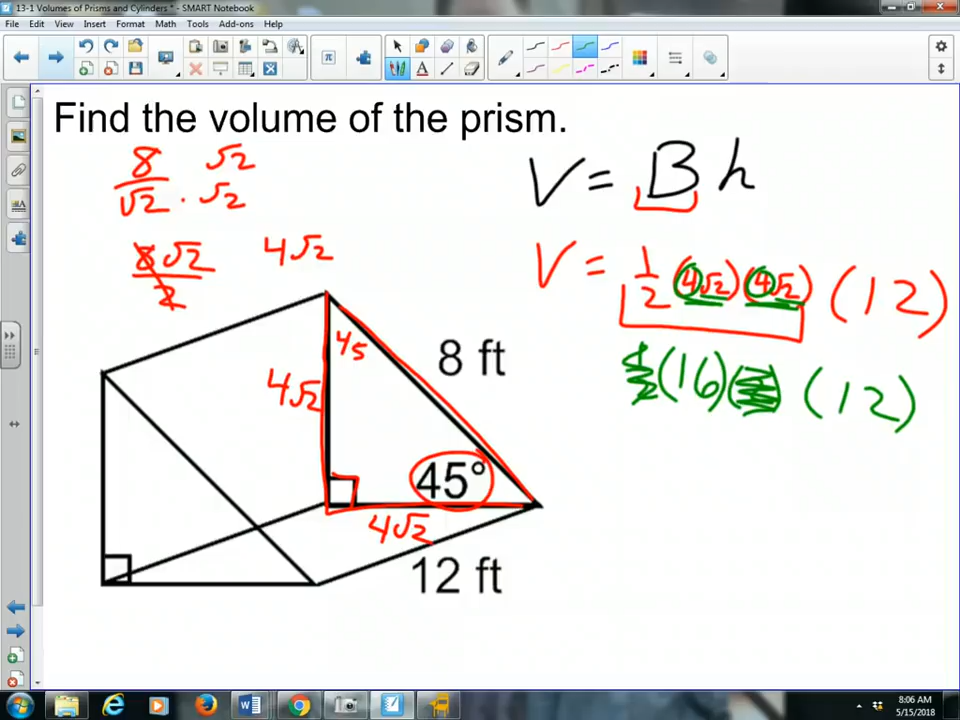 13-1 Volumes of Prisms and Cylinders * - SMART Notebook
File Edit View Insert Format Math Tools Add-ons Help
Find the volume of the prism.
8/√2 · √2/√2
V = B h
8√2/2 4√2
V = 1/2 (4√2)(4√2) (12)
45
8 ft
(16) (12)
4√2
45°
4√2
12 ft
8:06 AM
5/15/2018